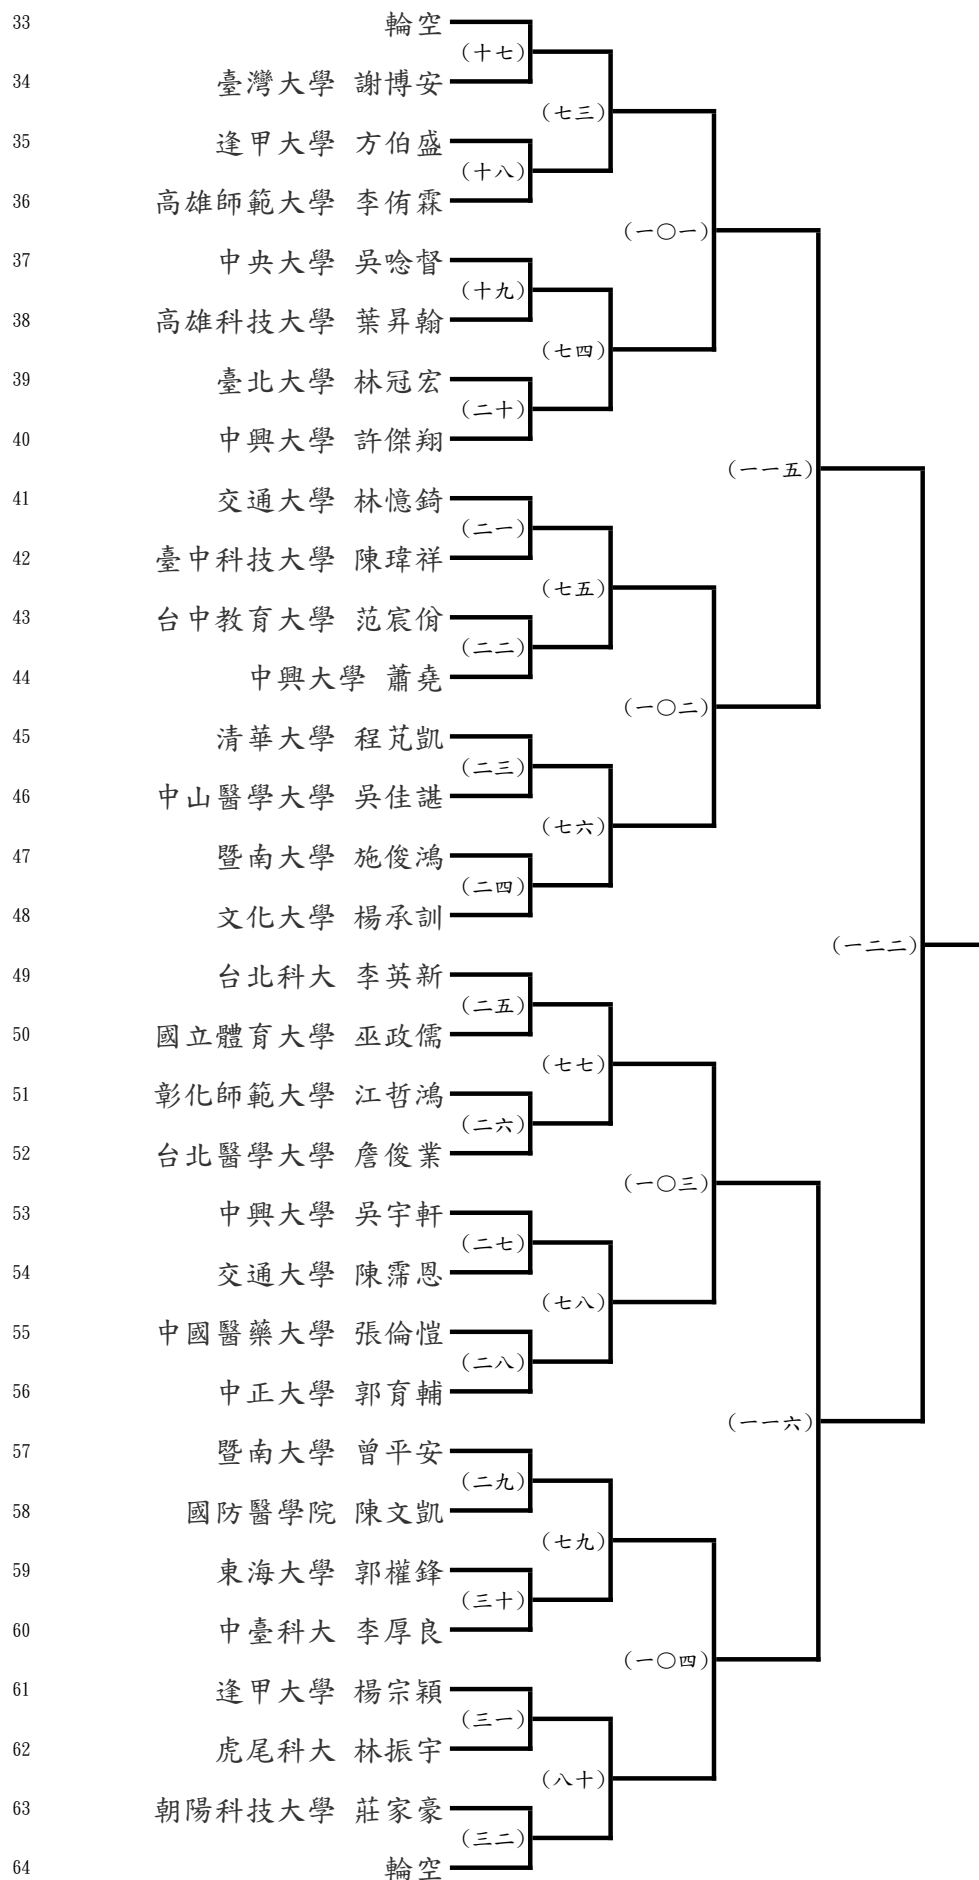 33 輪空
(十七)
34 臺灣大學 謝博安
(七三)
35 逢甲大學 方伯盛
(十八)
36 高雄師範大學 李侑霖
(一〇一)
37 中央大學 吳唸督
(十九)
38 高雄科技大學 葉昇翰
(七四)
39 臺北大學 林冠宏
(二十)
40 中興大學 許傑翔
(一一五)
41 交通大學 林憶錡
(二一)
42 臺中科技大學 陳瑋祥
(七五)
43 台中教育大學 范宸佾
(二二)
44 中興大學 蕭堯
(一〇二)
45 清華大學 程芃凱
(二三)
46 中山醫學大學 吳佳諶
(七六)
47 暨南大學 施俊鴻
(二四)
48 文化大學 楊承訓
(一二二)
49 台北科大 李英新
(二五)
50 國立體育大學 巫政儒
(七七)
51 彰化師範大學 江哲鴻
(二六)
52 台北醫學大學 詹俊業
(一〇三)
53 中興大學 吳宇軒
(二七)
54 交通大學 陳霈恩
(七八)
55 中國醫藥大學 張倫愷
(二八)
56 中正大學 郭育輔
(一一六)
57 暨南大學 曾平安
(二九)
58 國防醫學院 陳文凱
(七九)
59 東海大學 郭權鋒
(三十)
60 中臺科大 李厚良
(一〇四)
61 逢甲大學 楊宗穎
(三一)
62 虎尾科大 林振宇
(八十)
63 朝陽科技大學 莊家豪
(三二)
64 輪空